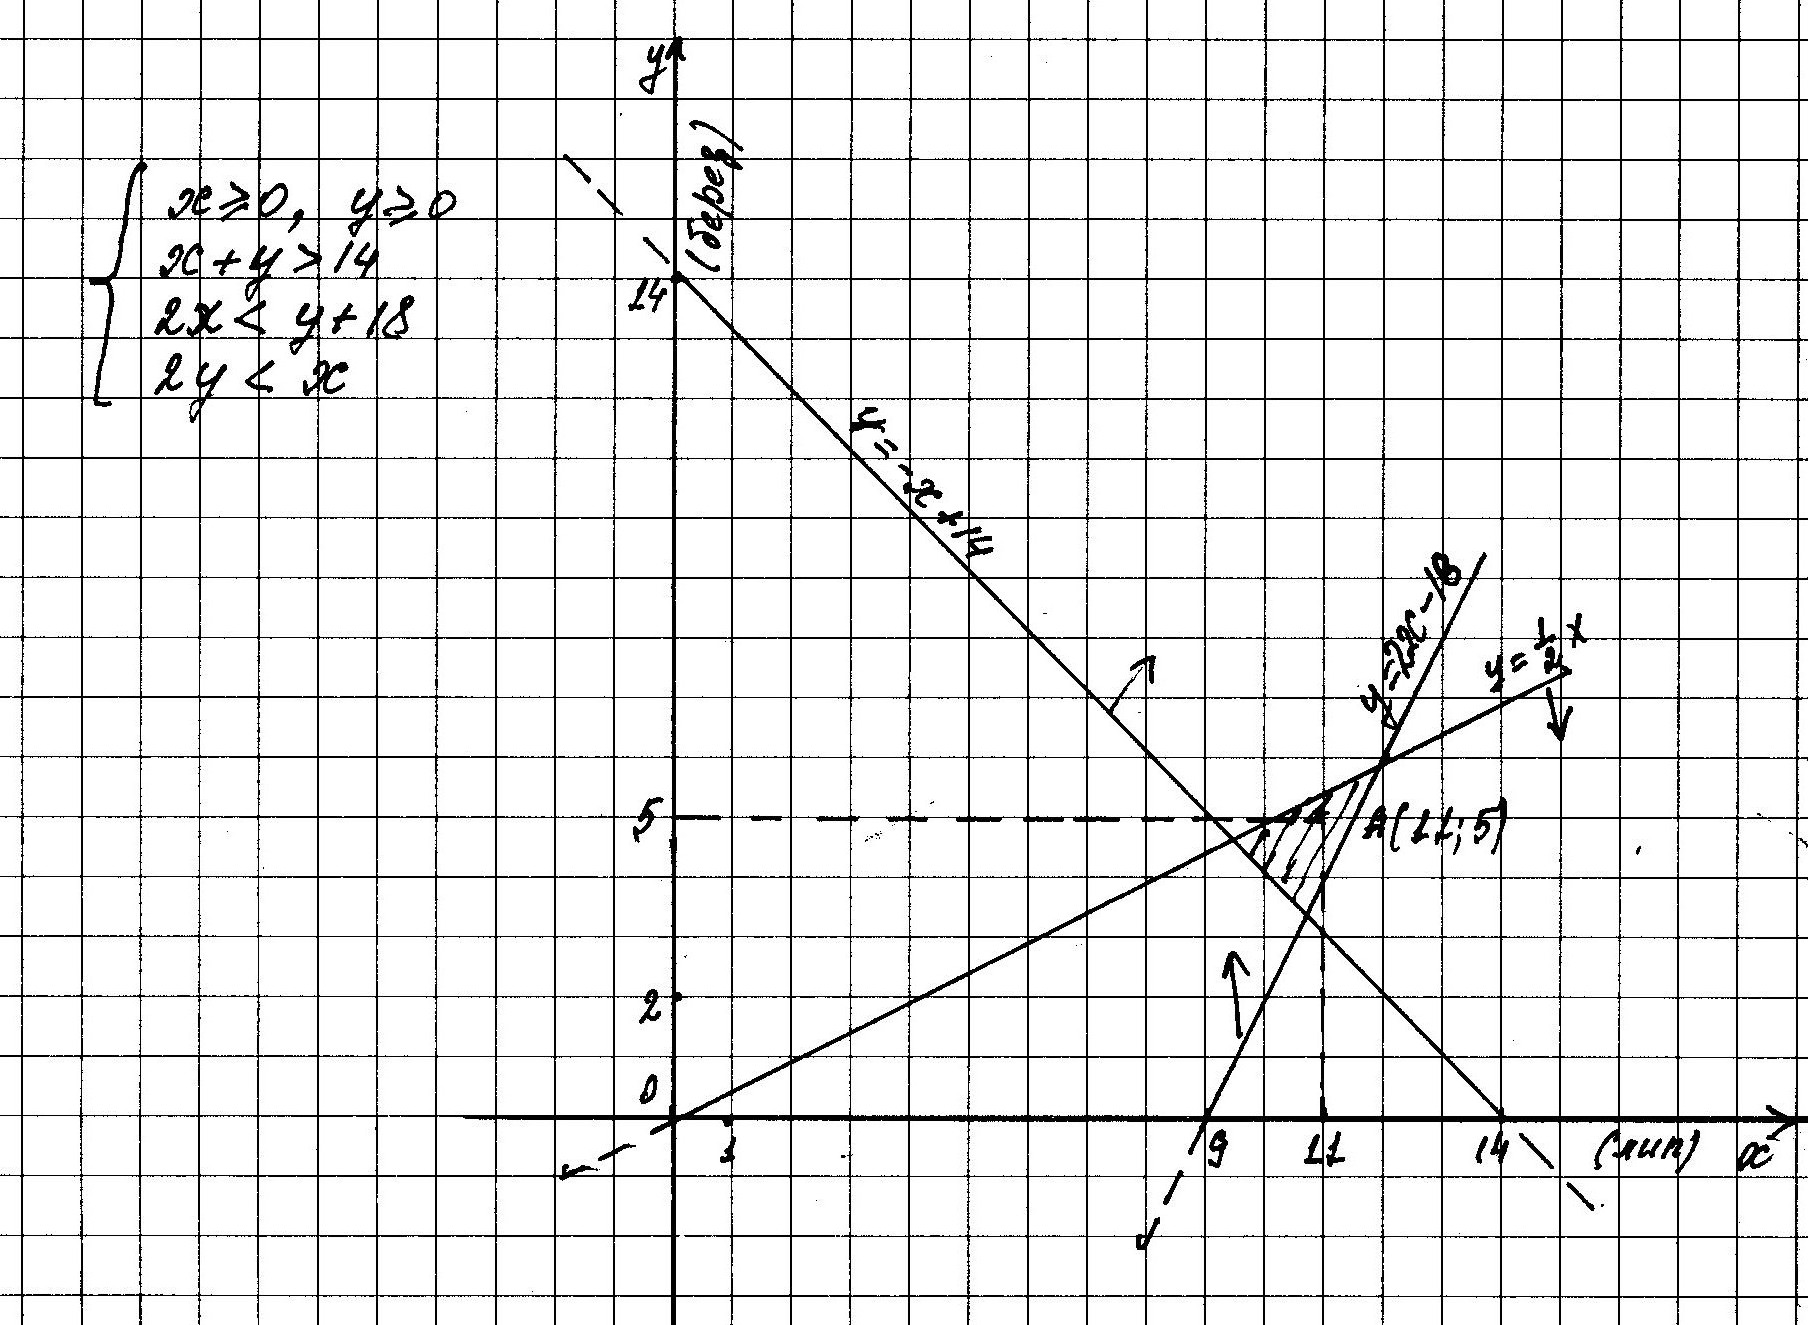 x ≥ 0, y ≥ 0
x + y > 14
2x < y + 18
2y < x
y
(берез)
14
y = -x + 14
y = 2x - 18
y = 1/2 x
5
A(11; 5)
2
0
1
9
11
14
(лип)
x